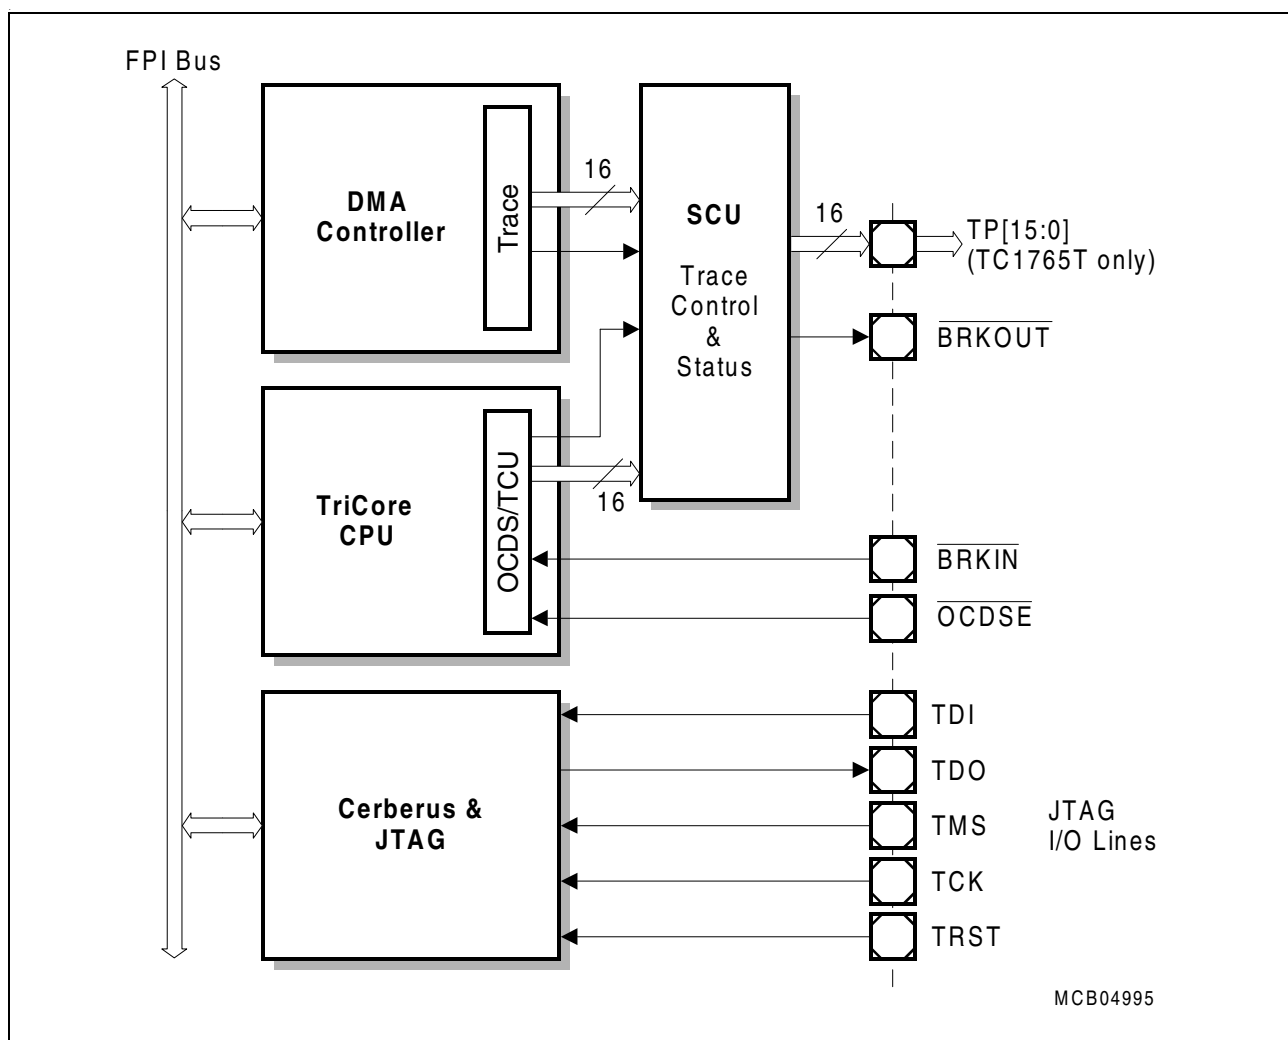 FPI Bus
DMA
Controller
Trace
16
SCU
Trace
Control
&
Status
16
TP[15:0]
(TC1765T only)
BRKOUT
TriCore
CPU
OCDS/TCU
16
BRKIN
OCDSE
Cerberus &
JTAG
TDI
TDO
TMS
TCK
TRST
JTAG
I/O Lines
MCB04995